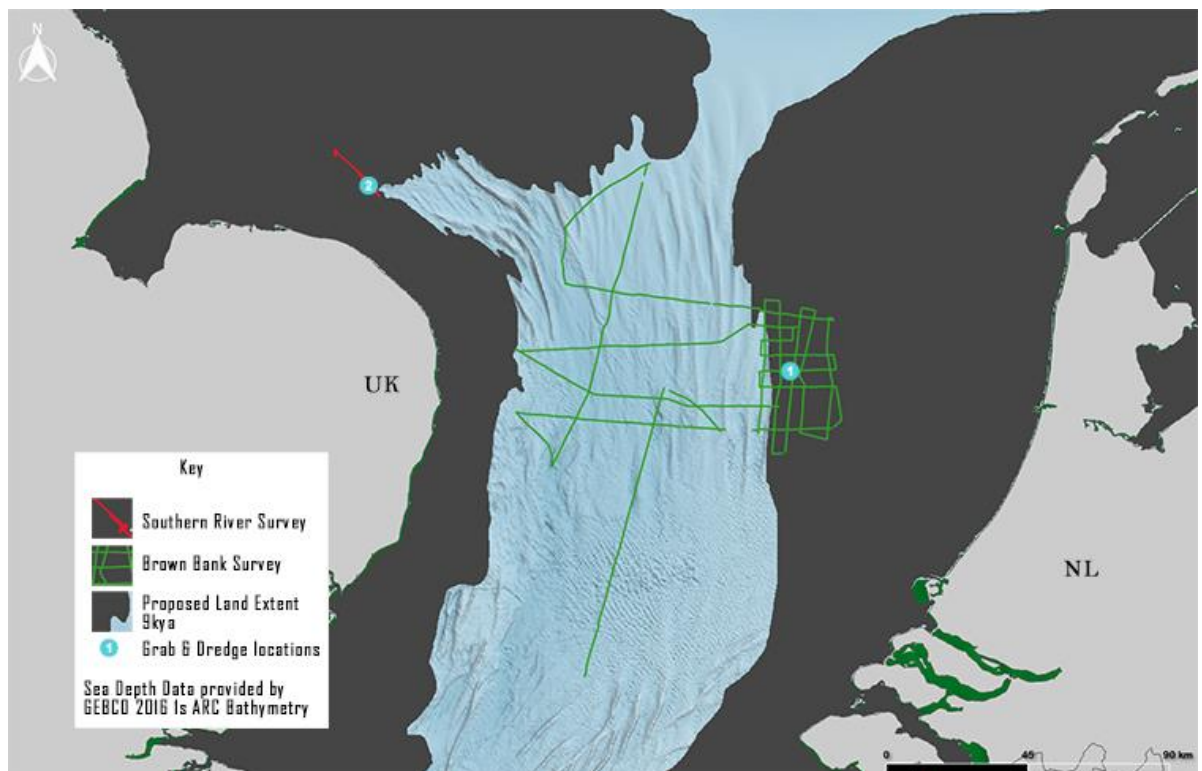 N
2
1
UK
NL
Key
Southern River Survey
Brown Bank Survey
Proposed Land Extent
9kya
1 Grab & Dredge locations
Sea Depth Data provided by
GEBCO 2016 1s ARC Bathymetry
0 45 90 km